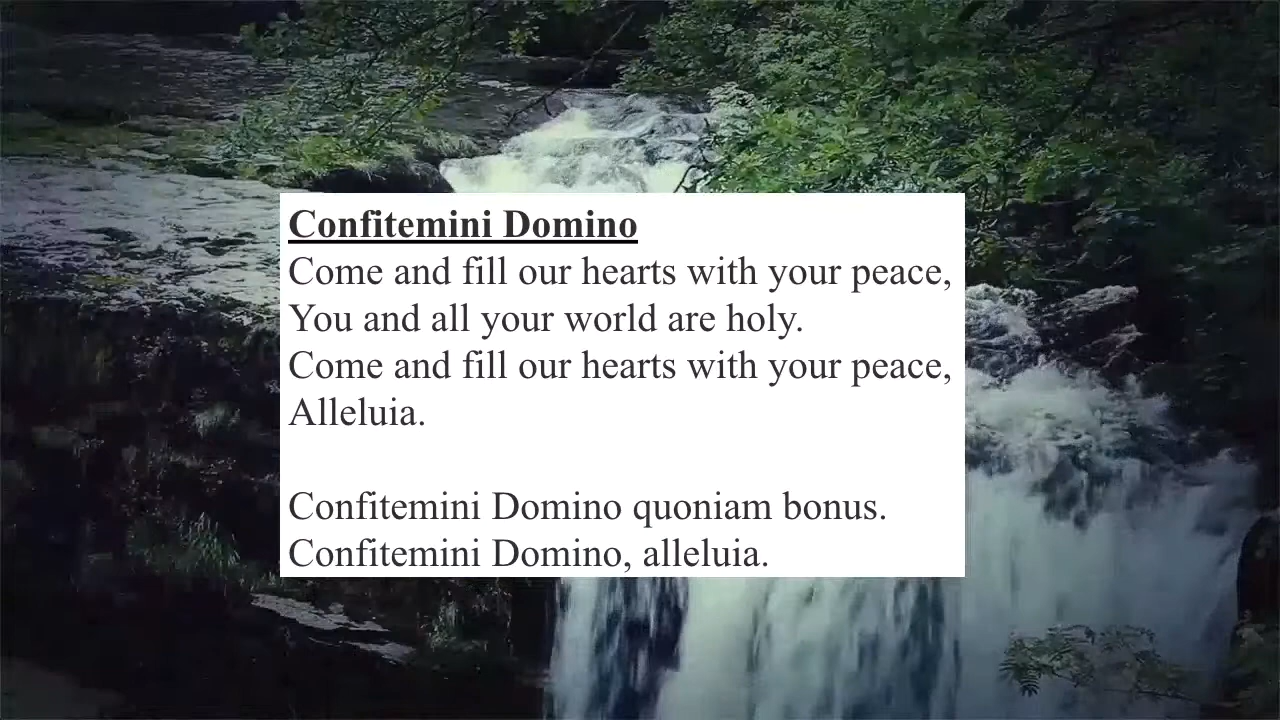 Confitemini Domino
Come and fill our hearts with your peace,
You and all your world are holy.
Come and fill our hearts with your peace,
Alleluia.
Confitemini Domino quoniam bonus.
Confitemini Domino, alleluia.